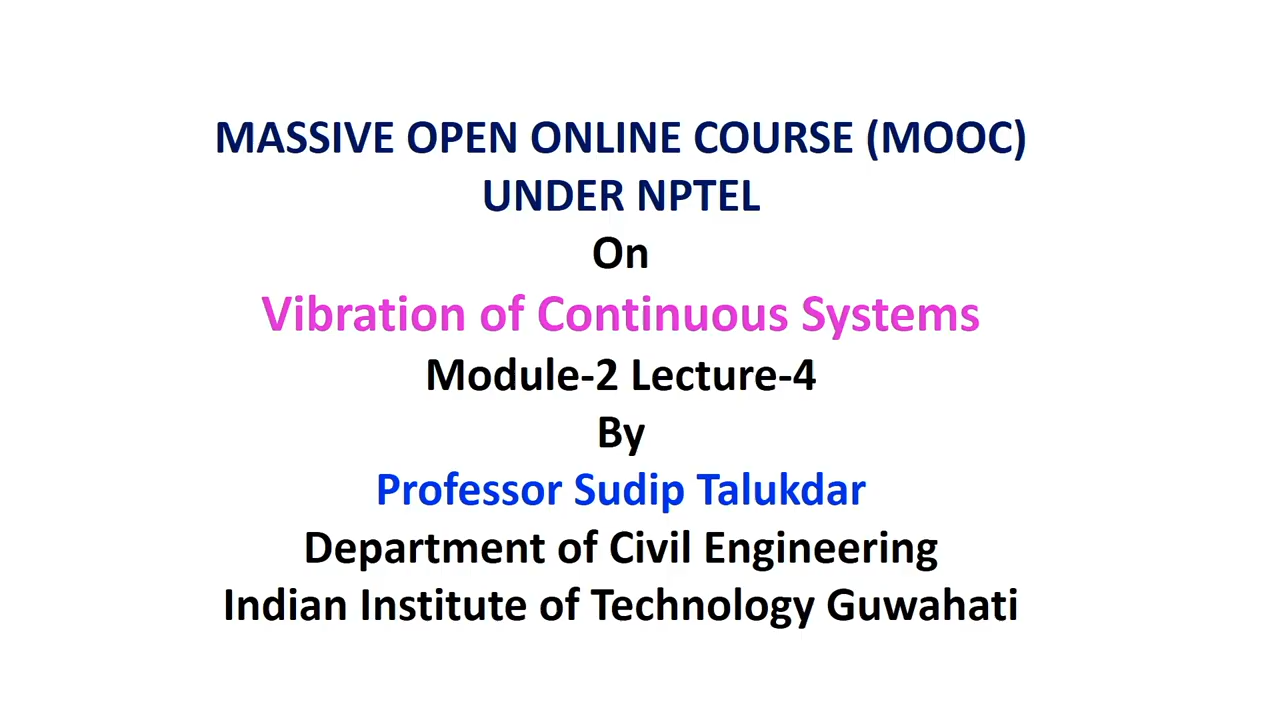 MASSIVE OPEN ONLINE COURSE (MOOC)
UNDER NPTEL
On
Vibration of Continuous Systems
Module-2 Lecture-4
By
Professor Sudip Talukdar
Department of Civil Engineering
Indian Institute of Technology Guwahati